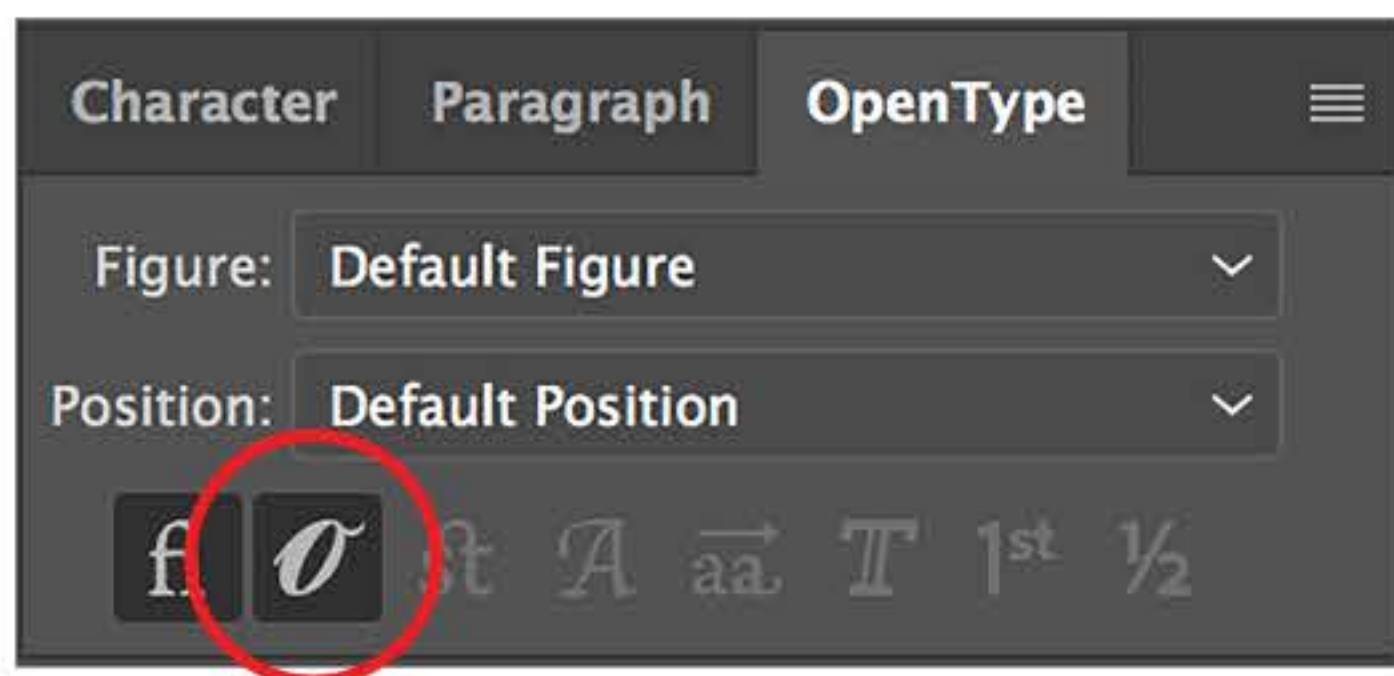 Character Paragraph OpenType
Figure: Default Figure
Position: Default Position
fi o st A aa T 1st ½